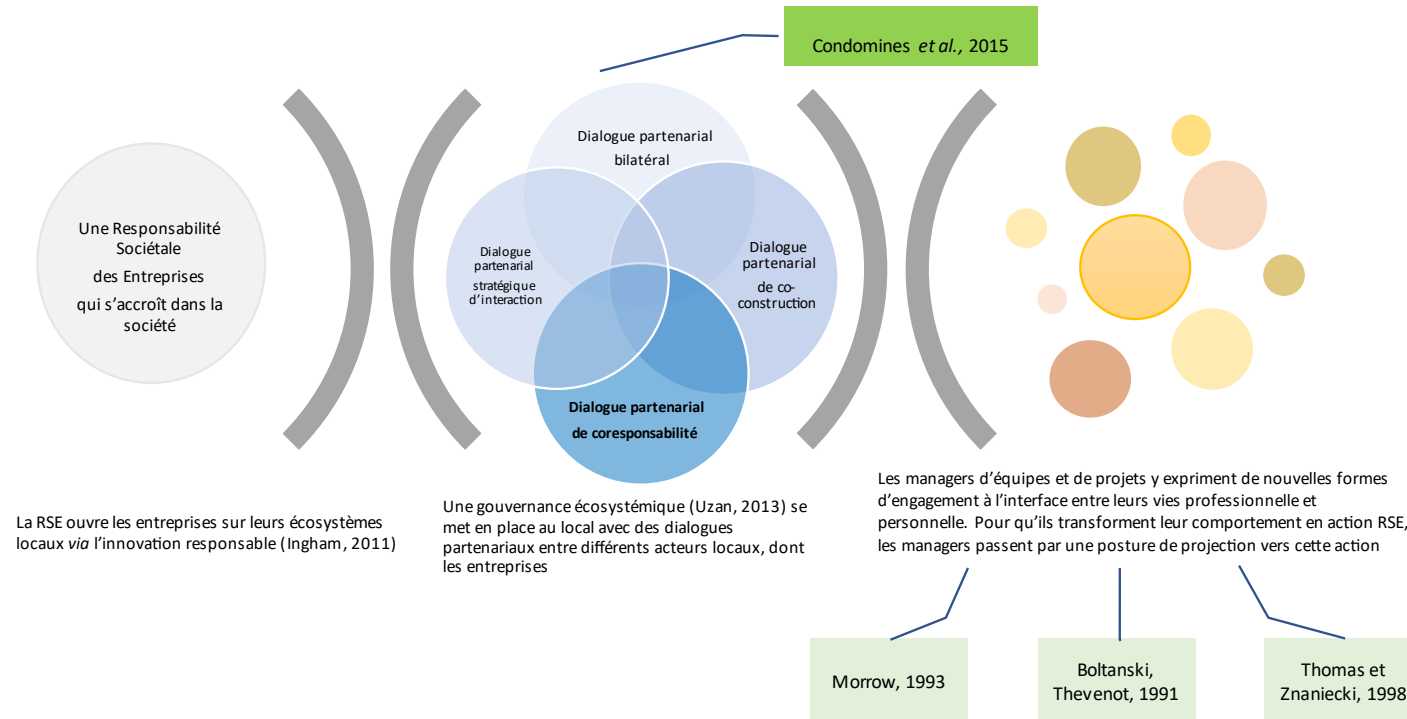 Condomines et al., 2015
Une Responsabilité
Sociétale
des Entreprises
qui s’accroît dans la
société
Dialogue partenarial
bilatéral
Dialogue
partenarial
stratégique
d’interaction
Dialogue
partenarial
de co-
construction
Dialogue partenarial
de coresponsabilité
La RSE ouvre les entreprises sur leurs écosystèmes
locaux via l’innovation responsable (Ingham, 2011)
Une gouvernance écosystémique (Uzan, 2013) se
met en place au local avec des dialogues
partenariaux entre différents acteurs locaux, dont
les entreprises
Les managers d’équipes et de projets y expriment de nouvelles formes
d’engagement à l’interface entre leurs vies professionnelle et
personnelle. Pour qu’ils transforment leur comportement en action RSE,
les managers passent par une posture de projection vers cette action
Morrow, 1993
Boltanski,
Thevenot, 1991
Thomas et
Znaniecki, 1998